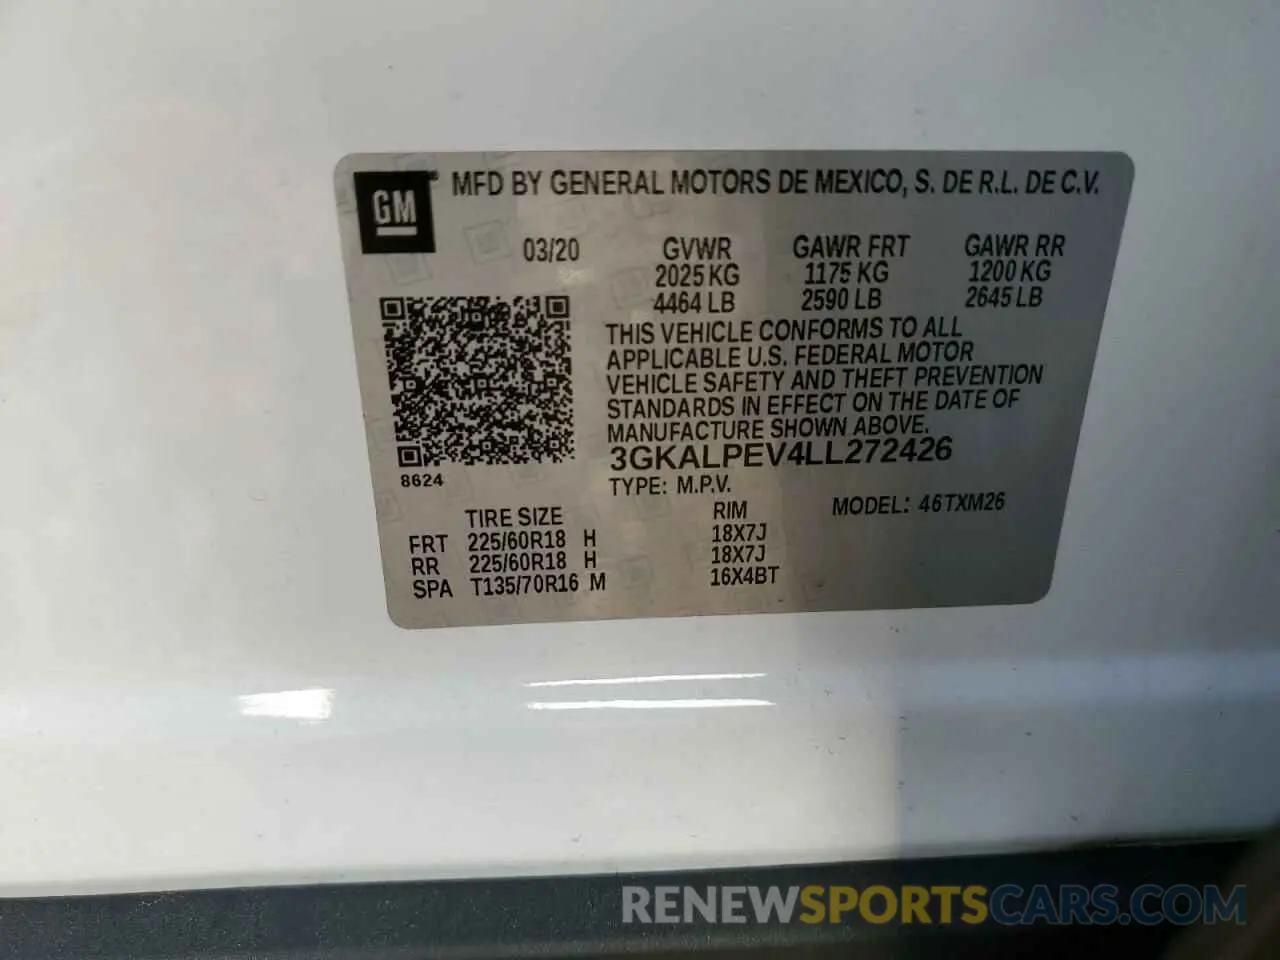 GM® MFD BY GENERAL MOTORS DE MEXICO, S. DE R.L. DE C.V.
03/20 GVWR GAWR FRT GAWR RR
2025 KG 1175 KG 1200 KG
4464 LB 2590 LB 2645 LB
THIS VEHICLE CONFORMS TO ALL
APPLICABLE U.S. FEDERAL MOTOR
VEHICLE SAFETY AND THEFT PREVENTION
STANDARDS IN EFFECT ON THE DATE OF
MANUFACTURE SHOWN ABOVE.
3GKALPEV4LL272426
8624
TYPE: M.P.V. MODEL: 46TXM26
TIRE SIZE RIM
FRT 225/60R18 H 18X7J
RR 225/60R18 H 18X7J
SPA T135/70R16 M 16X4BT
RENEWSPORTSCARS.COM